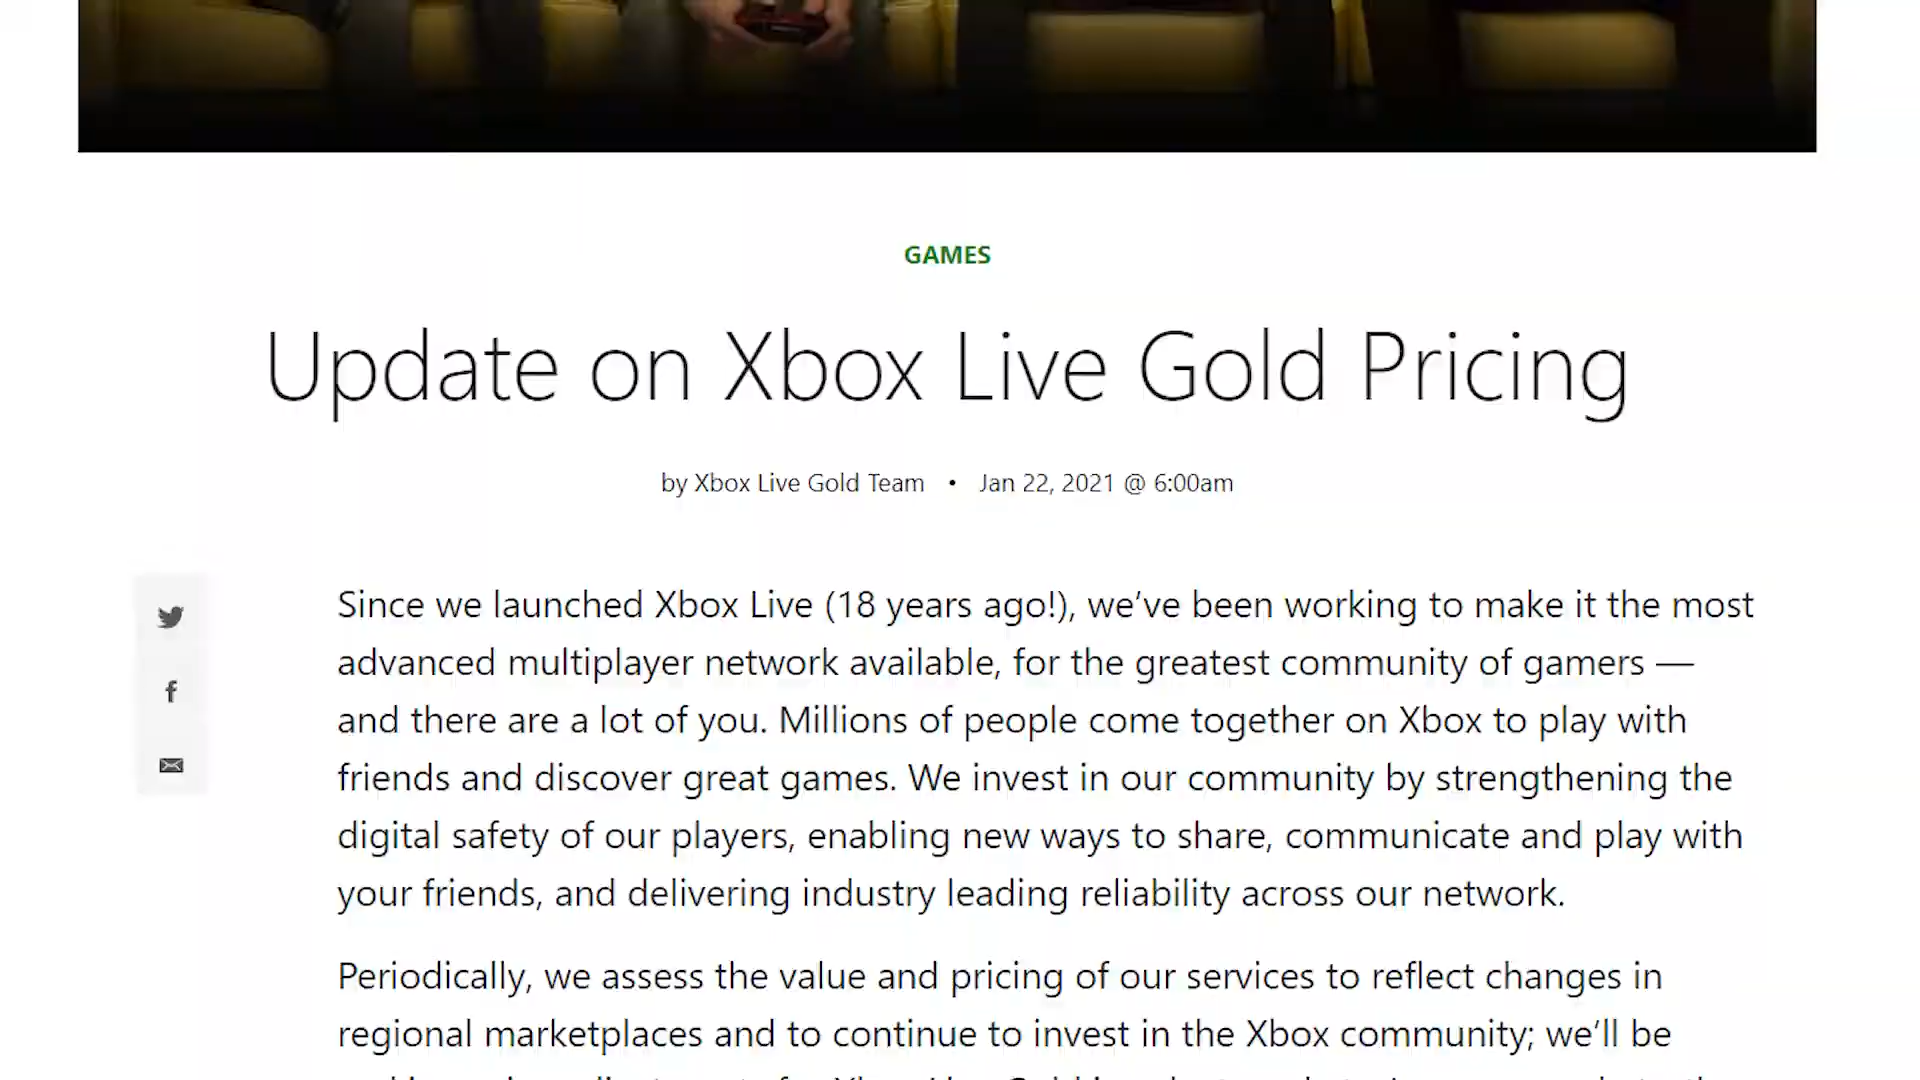 GAMES
Update on Xbox Live Gold Pricing
by Xbox Live Gold Team • Jan 22, 2021 @ 6:00am
Since we launched Xbox Live (18 years ago!), we’ve been working to make it the most
advanced multiplayer network available, for the greatest community of gamers —
and there are a lot of you. Millions of people come together on Xbox to play with
friends and discover great games. We invest in our community by strengthening the
digital safety of our players, enabling new ways to share, communicate and play with
your friends, and delivering industry leading reliability across our network.
Periodically, we assess the value and pricing of our services to reflect changes in
regional marketplaces and to continue to invest in the Xbox community; we’ll be